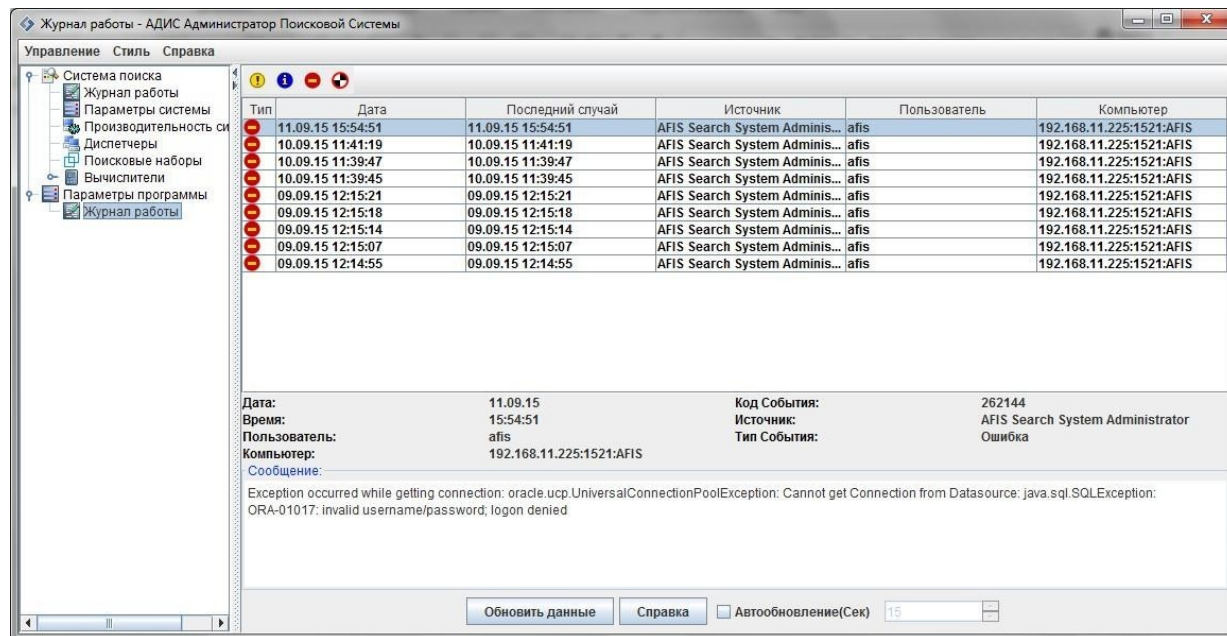 Журнал работы - АДИС Администратор Поисковой Системы
Управление Стиль Справка
Система поиска
Журнал работы
Параметры системы
Производительность си
Диспетчеры
Поисковые наборы
Вычислители
Параметры программы
Журнал работы
Тип Дата Последний случай Источник Пользователь Компьютер
11.09.15 15:54:51 11.09.15 15:54:51 AFIS Search System Adminis... afis 192.168.11.225:1521:AFIS
10.09.15 11:41:19 10.09.15 11:41:19 AFIS Search System Adminis... afis 192.168.11.225:1521:AFIS
10.09.15 11:39:47 10.09.15 11:39:47 AFIS Search System Adminis... afis 192.168.11.225:1521:AFIS
10.09.15 11:39:45 10.09.15 11:39:45 AFIS Search System Adminis... afis 192.168.11.225:1521:AFIS
09.09.15 12:15:21 09.09.15 12:15:21 AFIS Search System Adminis... afis 192.168.11.225:1521:AFIS
09.09.15 12:15:18 09.09.15 12:15:18 AFIS Search System Adminis... afis 192.168.11.225:1521:AFIS
09.09.15 12:15:14 09.09.15 12:15:14 AFIS Search System Adminis... afis 192.168.11.225:1521:AFIS
09.09.15 12:15:07 09.09.15 12:15:07 AFIS Search System Adminis... afis 192.168.11.225:1521:AFIS
09.09.15 12:14:55 09.09.15 12:14:55 AFIS Search System Adminis... afis 192.168.11.225:1521:AFIS
Дата: 11.09.15 Код События: 262144
Время: 15:54:51 Источник: AFIS Search System Administrator
Пользователь: afis Тип События: Ошибка
Компьютер: 192.168.11.225:1521:AFIS
Сообщение:
Exception occurred while getting connection: oracle.ucp.UniversalConnectionPoolException: Cannot get Connection from Datasource: java.sql.SQLException:
ORA-01017: invalid username/password; logon denied
Обновить данные Справка Автообновление(Сек) 15